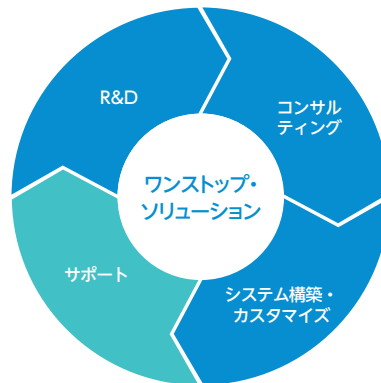 R&D
コンサル
ティング
ワンストップ・
ソリューション
サポート
システム構築・
カスタマイズ